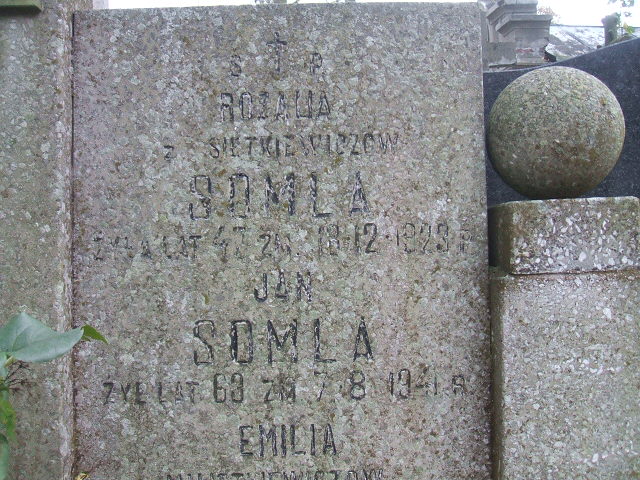 Ś † P
ROZALIA
z SIETKIEWICZÓW
SOMLA
ŻYŁA LAT 47 ZM. 18·12·1929 R
JAN
SOMLA
ŻYŁ LAT 63 ZM 7·8·1941 R
EMILIA